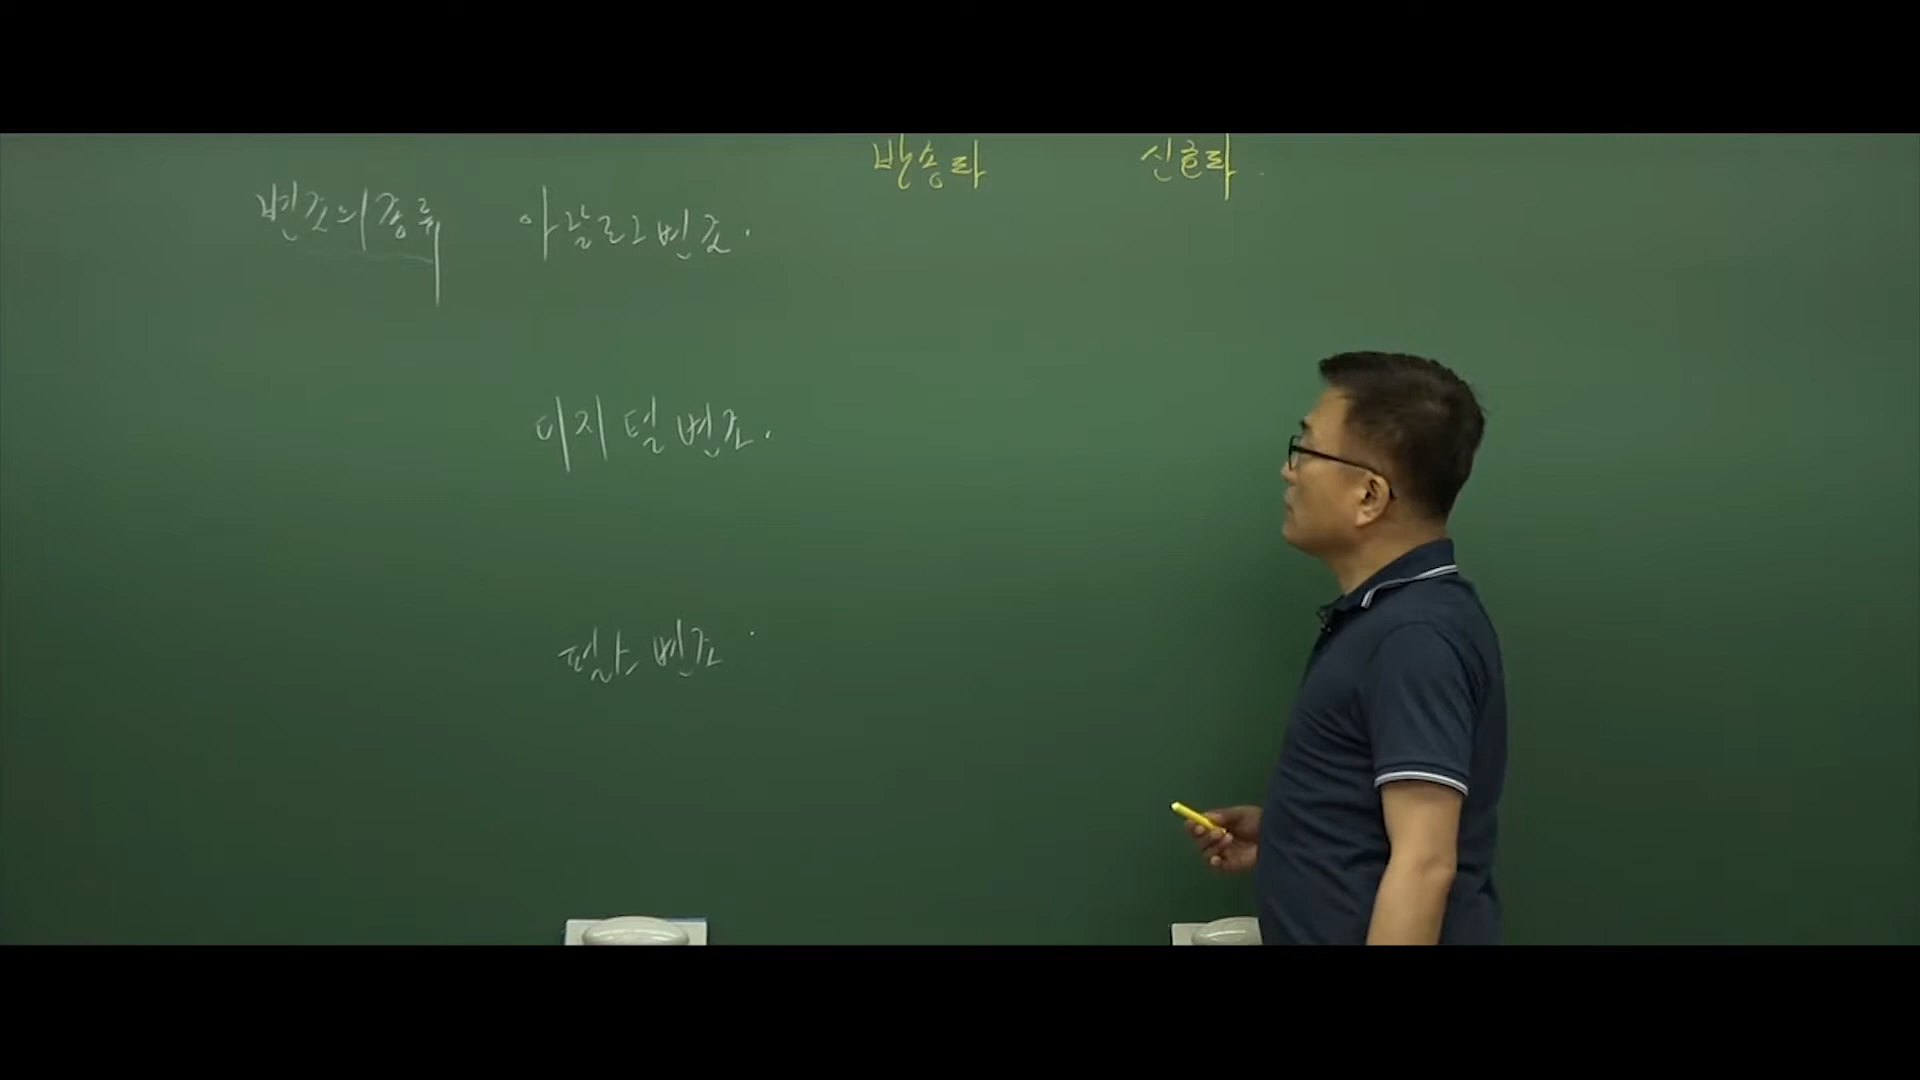 반송파 신호파
변조의 종류 아날로그 변조
디지털 변조
펄스 변조